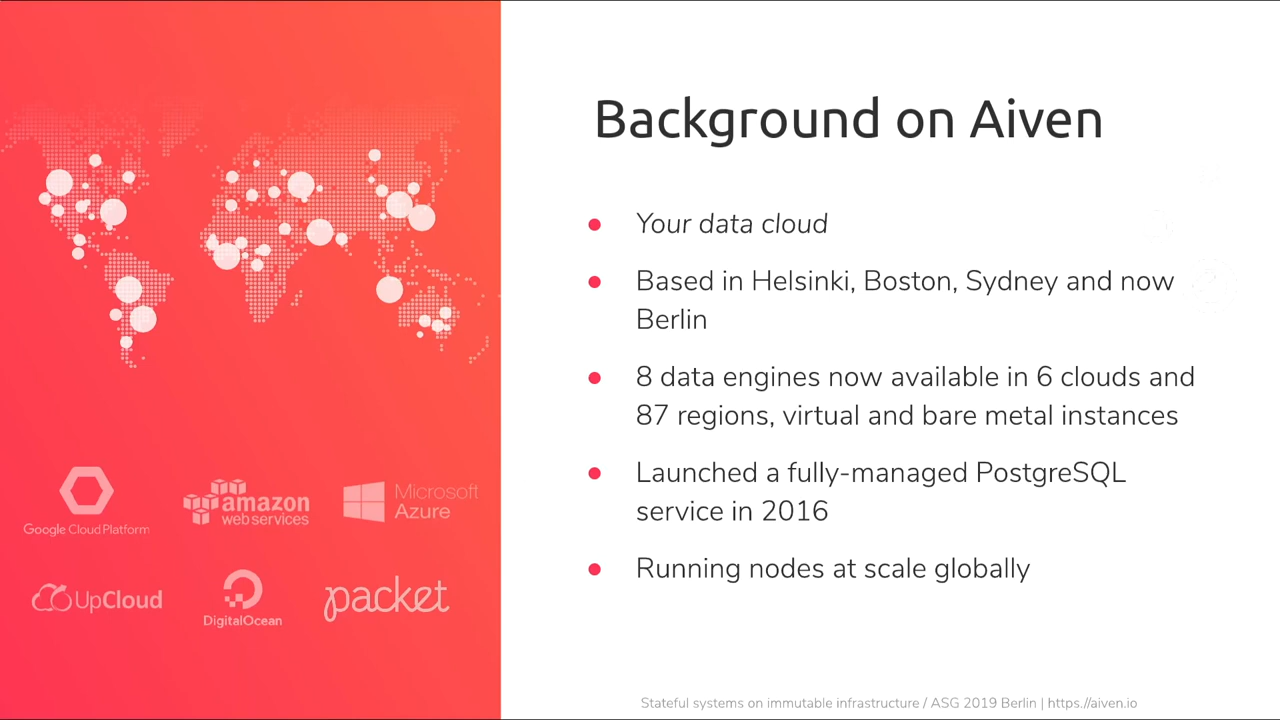 Background on Aiven
Your data cloud
Based in Helsinki, Boston, Sydney and now
Berlin
8 data engines now available in 6 clouds and
87 regions, virtual and bare metal instances
Launched a fully-managed PostgreSQL
service in 2016
Running nodes at scale globally
Google Cloud Platform
amazon
web services
Microsoft
Azure
UpCloud
DigitalOcean
packet
Stateful systems on immutable infrastructure / ASG 2019 Berlin | https://aiven.io